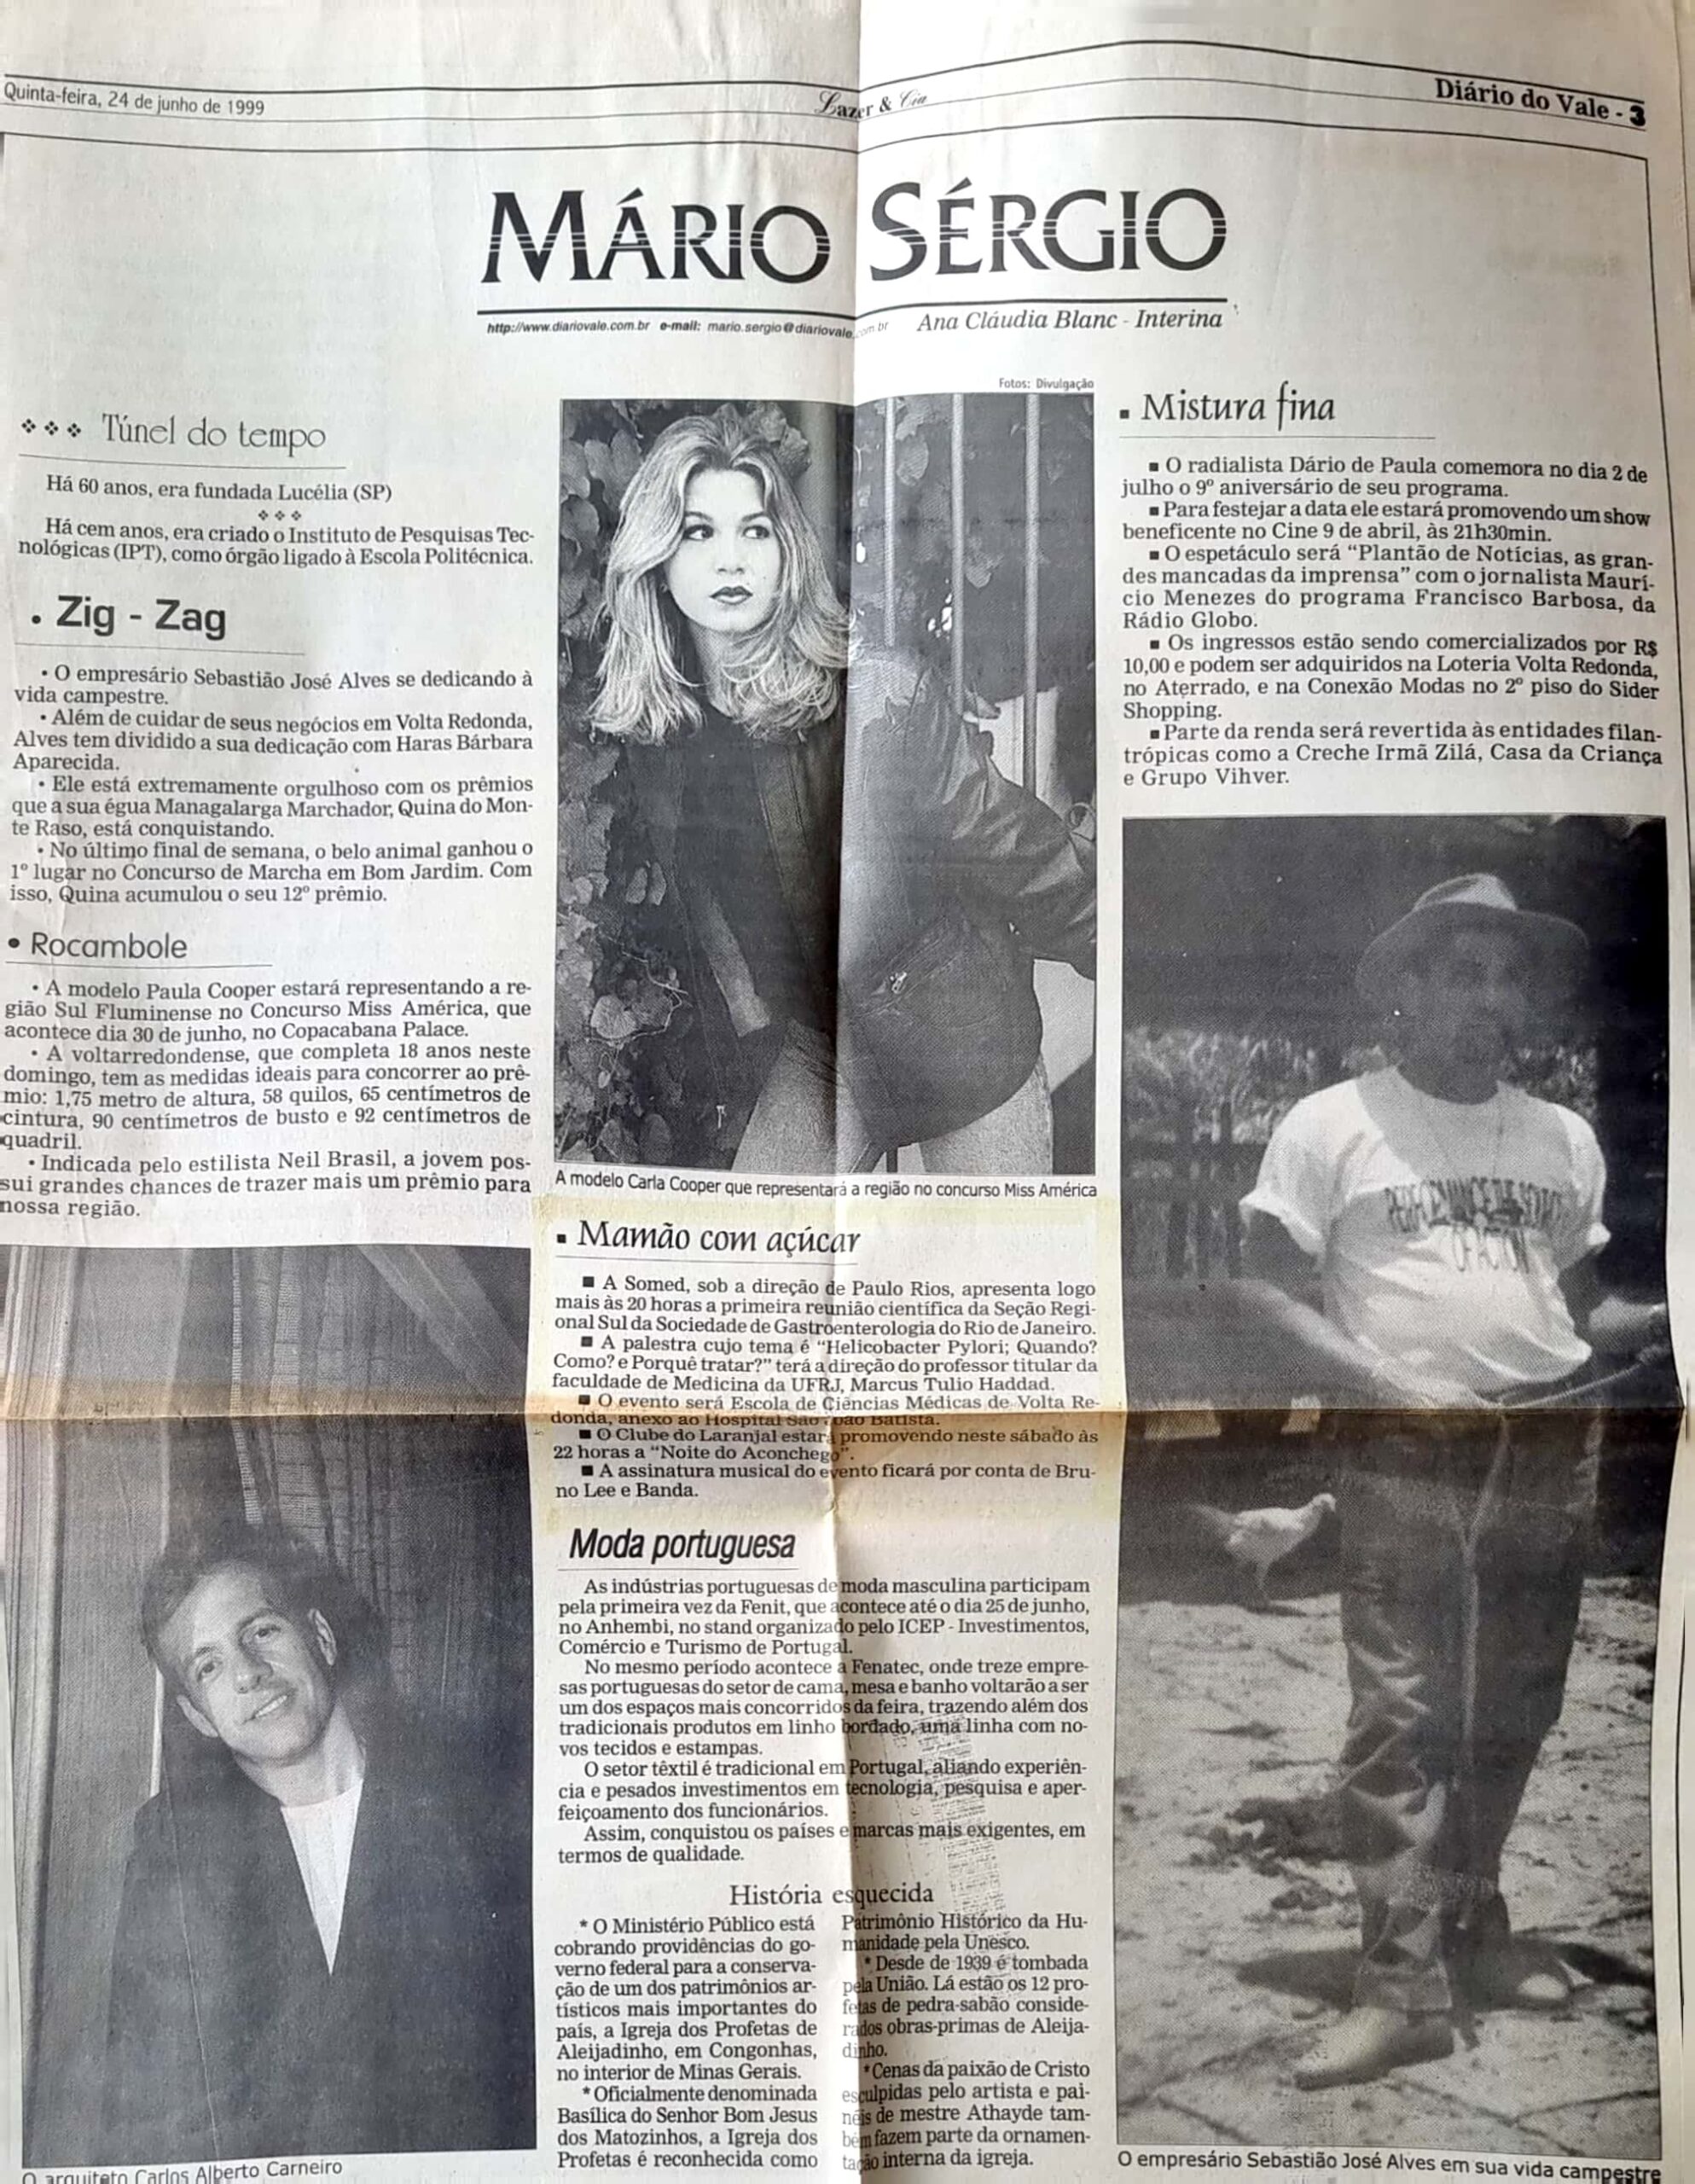 Quinta-feira, 24 de junho de 1999
Lazer & Cia
Diário do Vale - 3
MÁRIO SÉRGIO
http://www.diariovale.com.br e-mail: mario.sergio@diariovale.com.br
Ana Cláudia Blanc - Interina
Túnel do tempo
Há 60 anos, era fundada Lucélia (SP)
Há cem anos, era criado o Instituto de Pesquisas Tec-
nológicas (IPT), como órgão ligado à Escola Politécnica.
. Zig - Zag
• O empresário Sebastião José Alves se dedicando à
vida campestre.
• Além de cuidar de seus negócios em Volta Redonda,
Alves tem dividido a sua dedicação com Haras Bárbara
Aparecida.
• Ele está extremamente orgulhoso com os prêmios
que a sua égua Managalarga Marchador, Quina do Mon-
te Raso, está conquistando.
• No último final de semana, o belo animal ganhou o
1º lugar no Concurso de Marcha em Bom Jardim. Com
isso, Quina acumulou o seu 12º prêmio.
• Rocambole
• A modelo Paula Cooper estará representando a re-
gião Sul Fluminense no Concurso Miss América, que
acontece dia 30 de junho, no Copacabana Palace.
• A voltarredondense, que completa 18 anos neste
domingo, tem as medidas ideais para concorrer ao prê-
mio: 1,75 metro de altura, 58 quilos, 65 centímetros de
cintura, 90 centímetros de busto e 92 centímetros de
quadril.
• Indicada pelo estilista Neil Brasil, a jovem pos-
sui grandes chances de trazer mais um prêmio para
nossa região.
O arquiteto Carlos Alberto Carneiro
Fotos: Divulgação
A modelo Carla Cooper que representará a região no concurso Miss América
▪ Mamão com açúcar
■ A Somed, sob a direção de Paulo Rios, apresenta logo
mais às 20 horas a primeira reunião científica da Seção Regi-
onal Sul da Sociedade de Gastroenterologia do Rio de Janeiro.
■ A palestra cujo tema é “Helicobacter Pylori; Quando?
Como? e Porquê tratar?” terá a direção do professor titular da
faculdade de Medicina da UFRJ, Marcus Tulio Haddad.
■ O evento será Escola de Ciências Médicas de Volta Re-
donda, anexo ao Hospital São João Batista.
■ O Clube do Laranjal estará promovendo neste sábado às
22 horas a “Noite do Aconchego”.
■ A assinatura musical do evento ficará por conta de Bru-
no Lee e Banda.
Moda portuguesa
As indústrias portuguesas de moda masculina participam
pela primeira vez da Fenit, que acontece até o dia 25 de junho,
no Anhembi, no stand organizado pelo ICEP - Investimentos,
Comércio e Turismo de Portugal.
No mesmo período acontece a Fenatec, onde treze empre-
sas portuguesas do setor de cama, mesa e banho voltarão a ser
um dos espaços mais concorridos da feira, trazendo além dos
tradicionais produtos em linho bordado, uma linha com no-
vos tecidos e estampas.
O setor têxtil é tradicional em Portugal, aliando experiên-
cia e pesados investimentos em tecnologia, pesquisa e aper-
feiçoamento dos funcionários.
Assim, conquistou os países e marcas mais exigentes, em
termos de qualidade.
História esquecida
* O Ministério Público está
cobrando providências do go-
verno federal para a conserva-
ção de um dos patrimônios ar-
tísticos mais importantes do
país, a Igreja dos Profetas de
Aleijadinho, em Congonhas,
no interior de Minas Gerais.
* Oficialmente denominada
Basílica do Senhor Bom Jesus
dos Matozinhos, a Igreja dos
Profetas é reconhecida como
Patrimônio Histórico da Hu-
manidade pela Unesco.
* Desde de 1939 é tombada
pela União. Lá estão os 12 pro-
fetas de pedra-sabão conside-
rados obras-primas de Aleija-
dinho.
* Cenas da paixão de Cristo
esculpidas pelo artista e pai-
néis de mestre Athayde tam-
bém fazem parte da ornamen-
tação interna da igreja.
▪ Mistura fina
■ O radialista Dário de Paula comemora no dia 2 de
julho o 9º aniversário de seu programa.
■ Para festejar a data ele estará promovendo um show
beneficente no Cine 9 de abril, às 21h30min.
■ O espetáculo será “Plantão de Notícias, as gran-
des mancadas da imprensa” com o jornalista Maurí-
cio Menezes do programa Francisco Barbosa, da
Rádio Globo.
■ Os ingressos estão sendo comercializados por R$
10,00 e podem ser adquiridos na Loteria Volta Redonda,
no Aterrado, e na Conexão Modas no 2º piso do Sider
Shopping.
■ Parte da renda será revertida às entidades filan-
trópicas como a Creche Irmã Zilá, Casa da Criança
e Grupo Vihver.
O empresário Sebastião José Alves em sua vida campestre